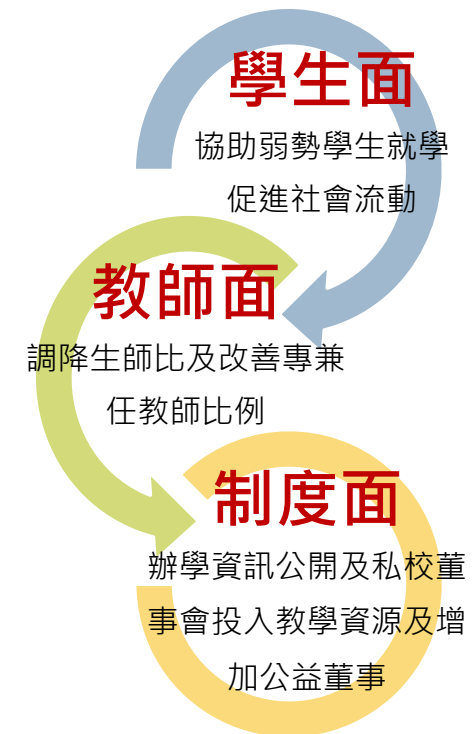 學生面
協助弱勢學生就學
促進社會流動
教師面
調降生師比及改善專兼
任教師比例
制度面
辦學資訊公開及私校董
事會投入教學資源及增
加公益董事